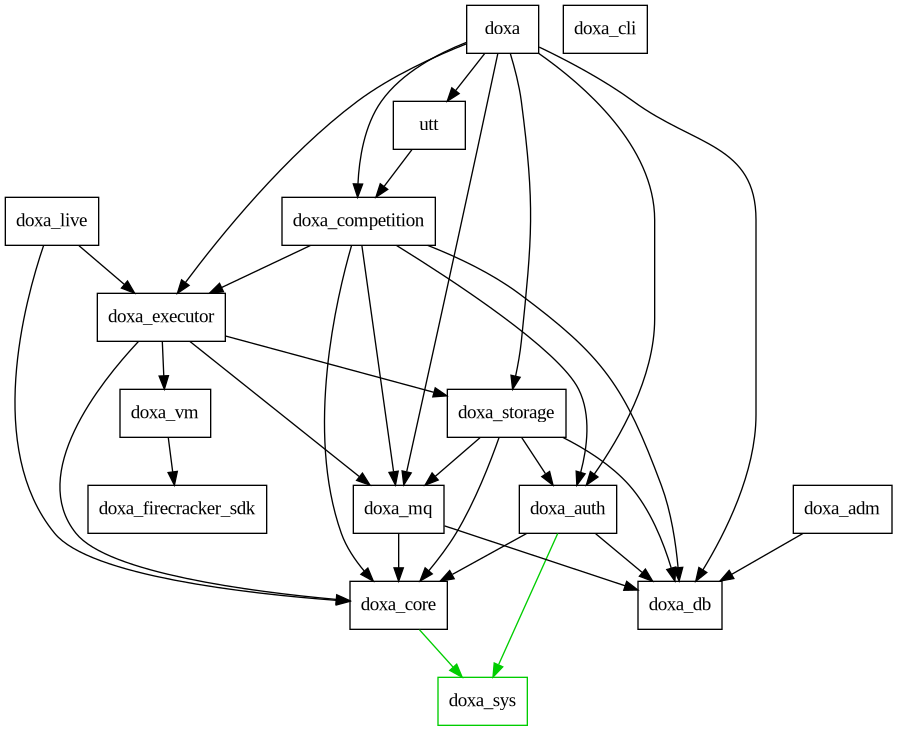 doxa
doxa_cli
utt
doxa_live
doxa_competition
doxa_executor
doxa_vm
doxa_storage
doxa_firecracker_sdk
doxa_mq
doxa_auth
doxa_adm
doxa_core
doxa_db
doxa_sys